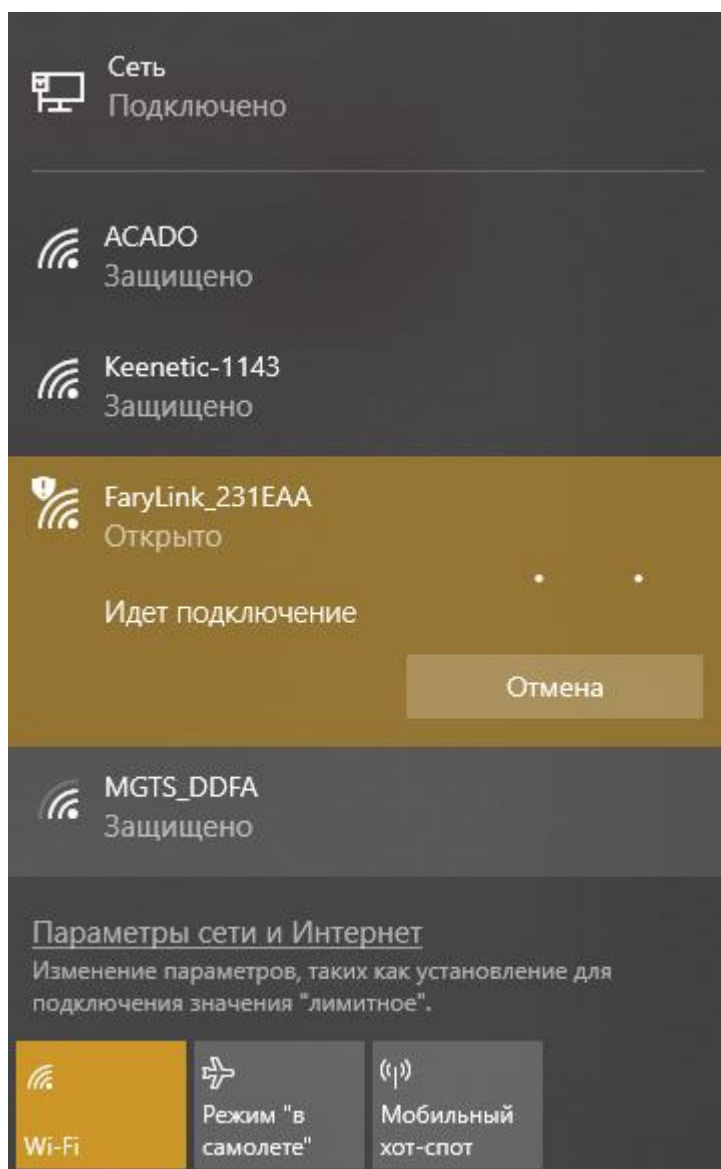 Сеть
Подключено
ACADO
Защищено
Keenetic-1143
Защищено
FaryLink_231EAA
Открыто
Идет подключение
Отмена
MGTS_DDFA
Защищено
Параметры сети и Интернет
Изменение параметров, таких как установление для
подключения значения "лимитное".
Wi-Fi
Режим "в
самолете"
Мобильный
хот-спот